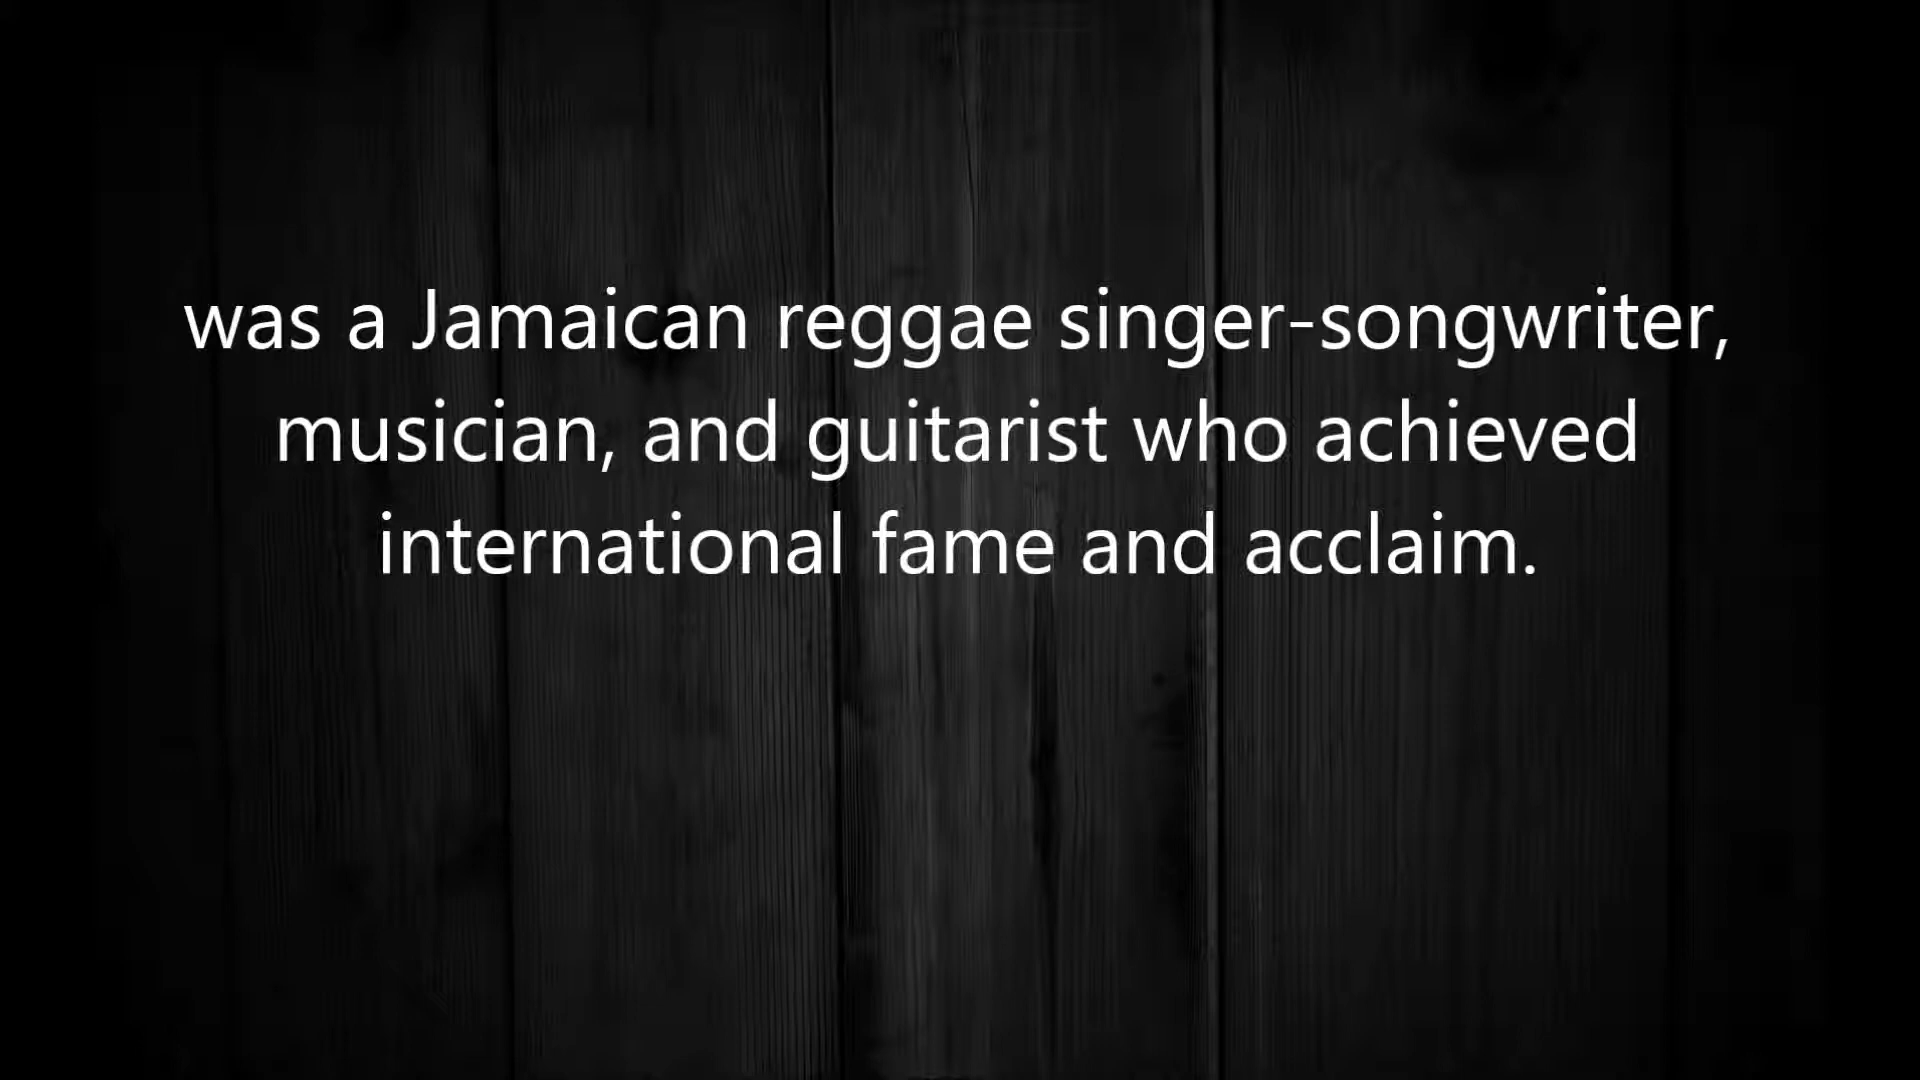 was a Jamaican reggae singer-songwriter,
musician, and guitarist who achieved
international fame and acclaim.